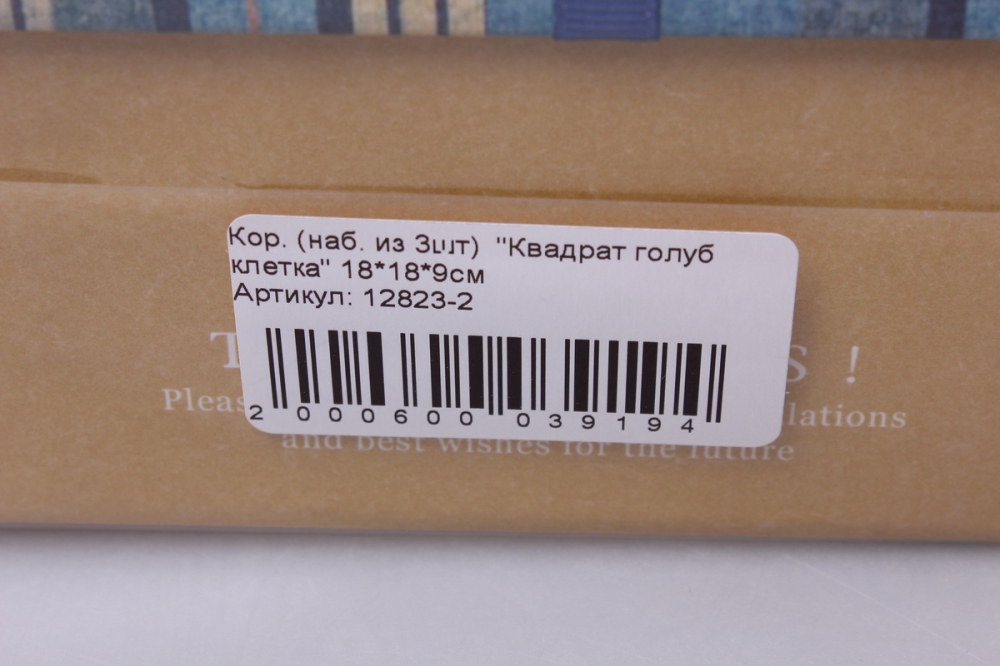 Кор. (наб. из 3шт) "Квадрат голуб
клетка" 18*18*9см
Артикул: 12823-2
2 000600 039194
!
and best wishes for the future